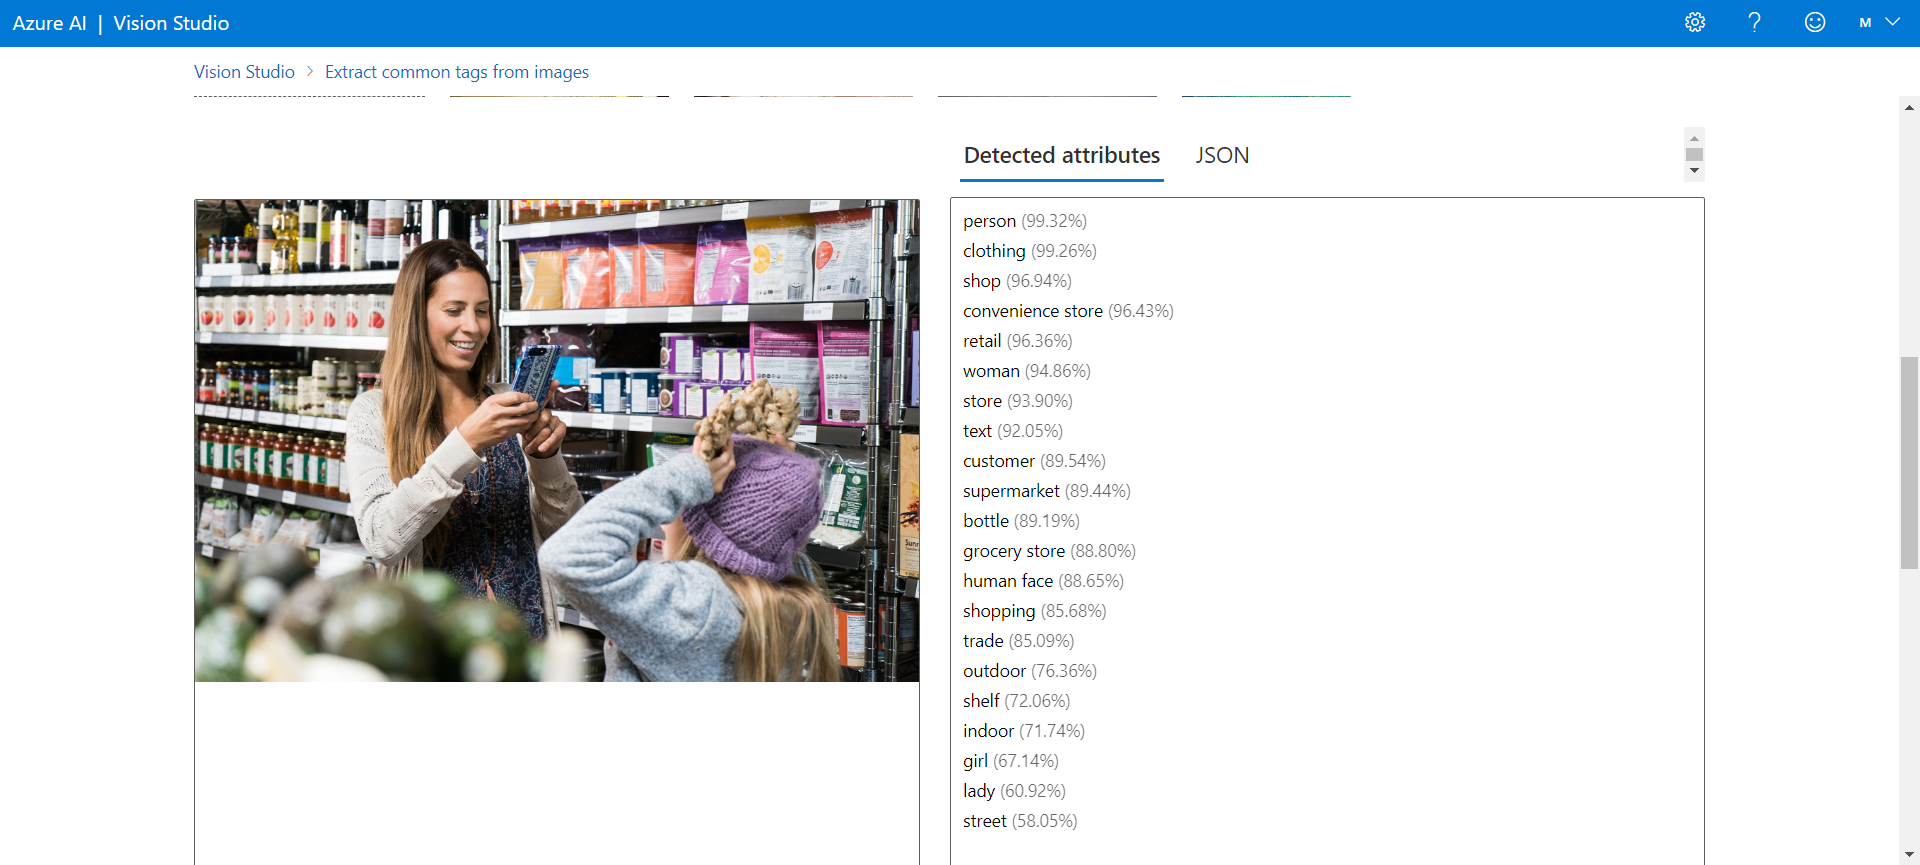 Azure AI | Vision Studio
M
Vision Studio > Extract common tags from images
Detected attributes
JSON
person (99.32%)
clothing (99.26%)
shop (96.94%)
convenience store (96.43%)
retail (96.36%)
woman (94.86%)
store (93.90%)
text (92.05%)
customer (89.54%)
supermarket (89.44%)
bottle (89.19%)
grocery store (88.80%)
human face (88.65%)
shopping (85.68%)
trade (85.09%)
outdoor (76.36%)
shelf (72.06%)
indoor (71.74%)
girl (67.14%)
lady (60.92%)
street (58.05%)